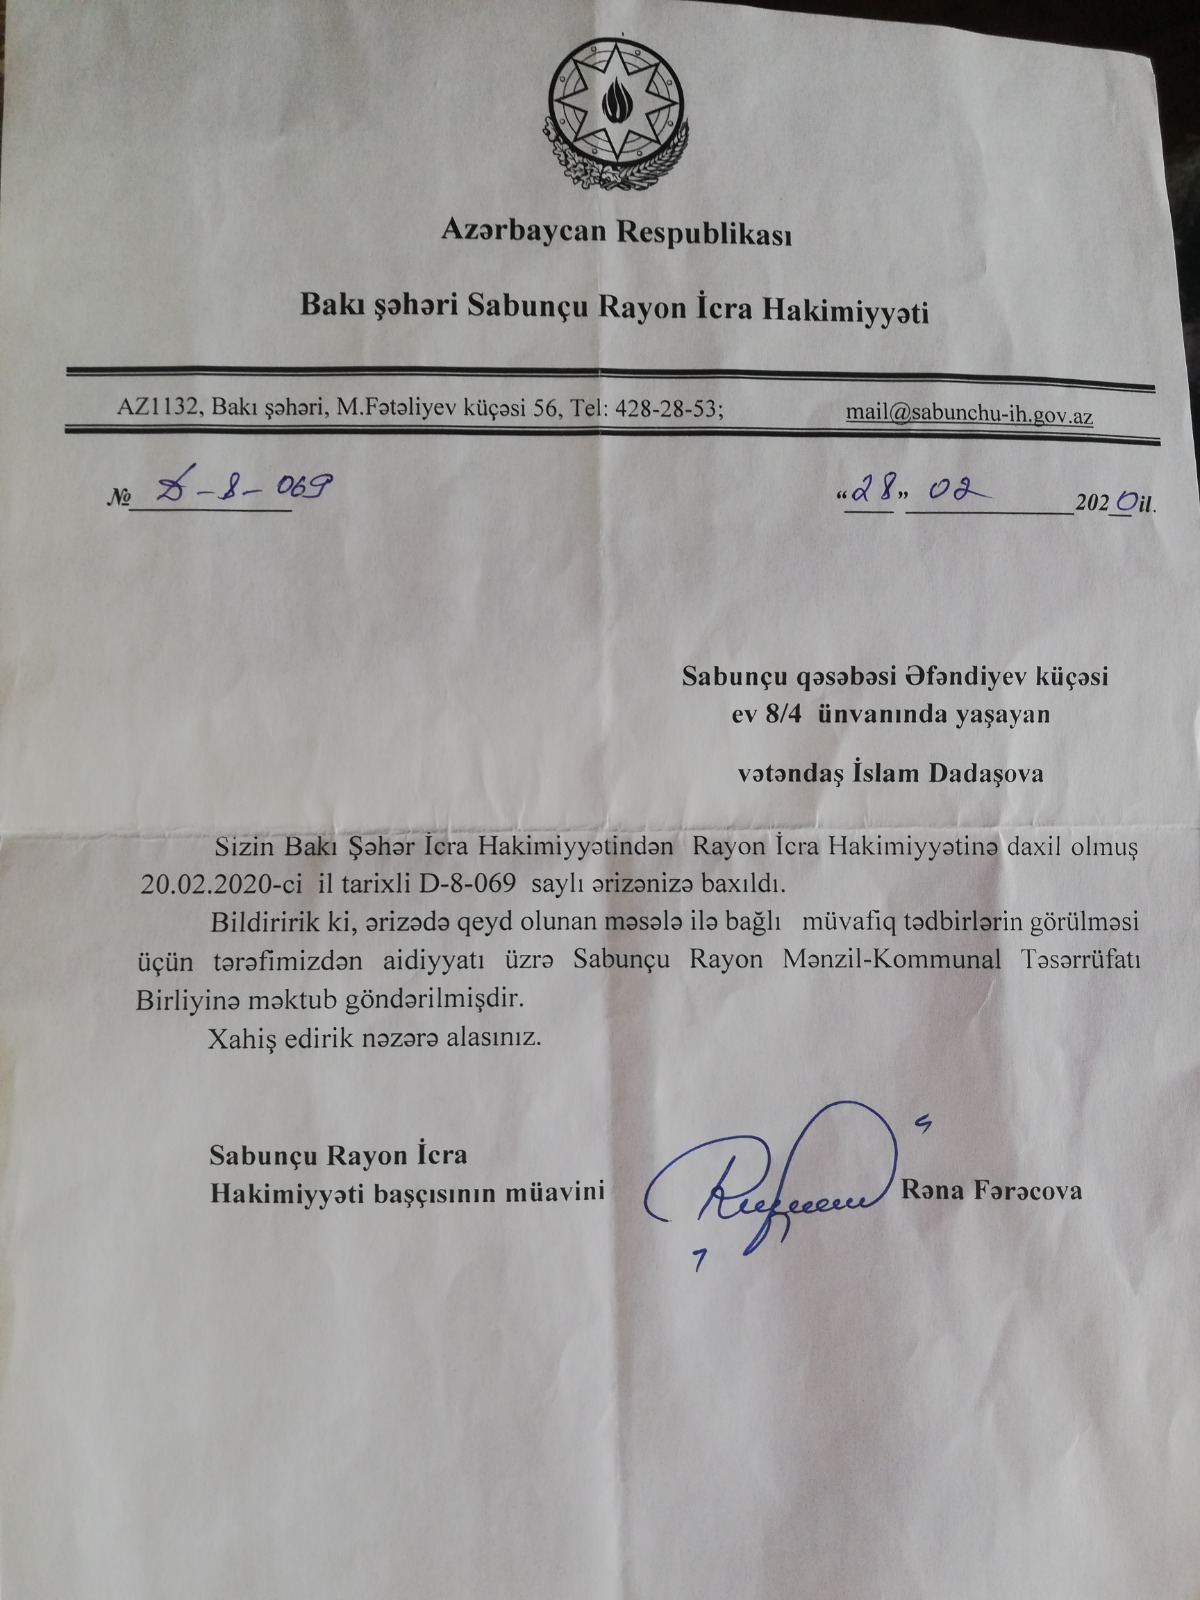 Azərbaycan Respublikası
Bakı şəhəri Sabunçu Rayon İcra Hakimiyyəti
AZ1132, Bakı şəhəri, M.Fətəliyev küçəsi 56, Tel: 428-28-53; mail@sabunchu-ih.gov.az
№ D-8-069 “28” 02 2020 il.
Sabunçu qəsəbəsi Əfəndiyev küçəsi
ev 8/4 ünvanında yaşayan
vətəndaş İslam Dadaşova
Sizin Bakı Şəhər İcra Hakimiyyətindən Rayon İcra Hakimiyyətinə daxil olmuş
20.02.2020-ci il tarixli D-8-069 saylı ərizənizə baxıldı.
Bildiririk ki, ərizədə qeyd olunan məsələ ilə bağlı müvafiq tədbirlərin görülməsi
üçün tərəfimizdən aidiyyatı üzrə Sabunçu Rayon Mənzil-Kommunal Təsərrüfatı
Birliyinə məktub göndərilmişdir.
Xahiş edirik nəzərə alasınız.
Sabunçu Rayon İcra
Hakimiyyəti başçısının müavini Rəna Fərəcova